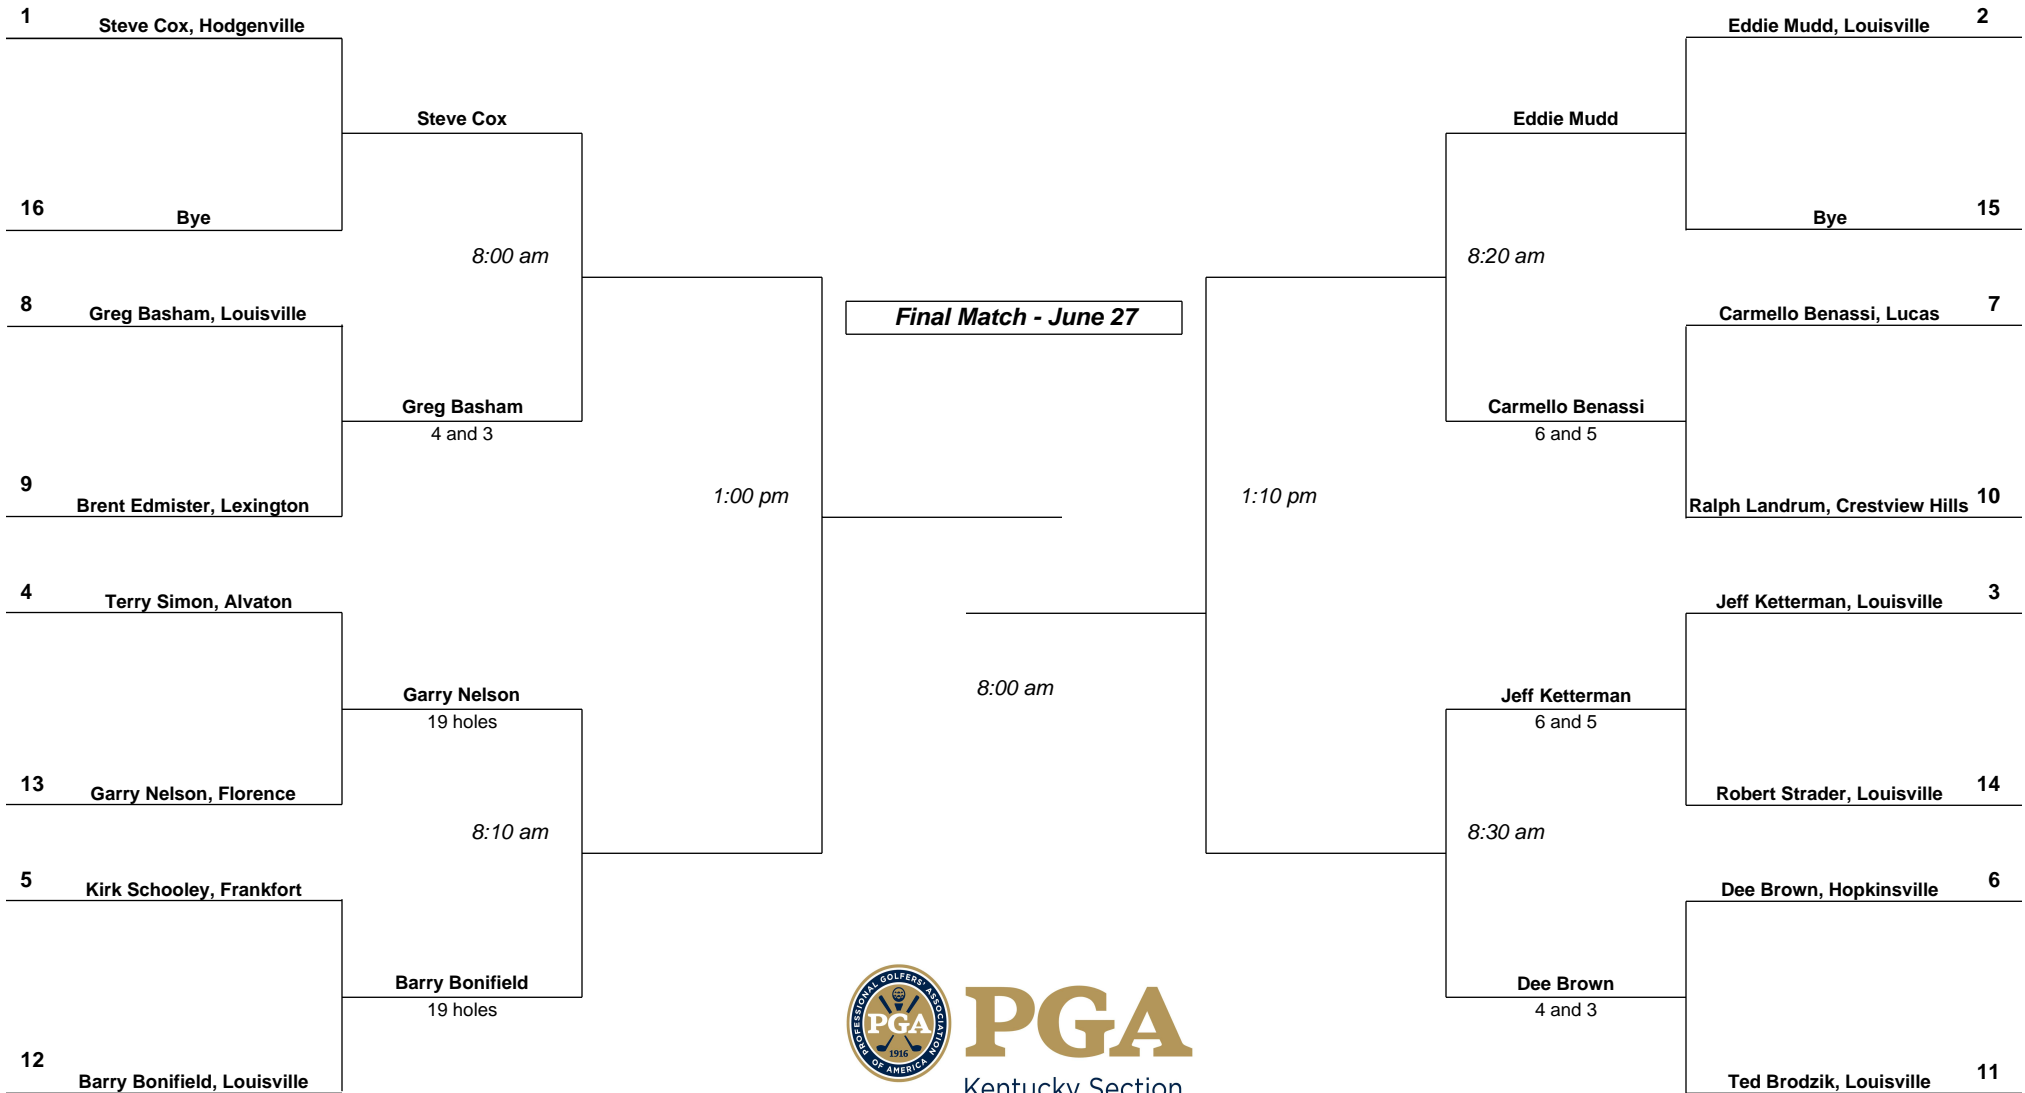 1
Steve Cox, Hodgenville
Steve Cox
16
Bye
8:00 am
8
Greg Basham, Louisville
Greg Basham
4 and 3
9
Brent Edmister, Lexington
1:00 pm
4
Terry Simon, Alvaton
Garry Nelson
19 holes
13
Garry Nelson, Florence
8:10 am
5
Kirk Schooley, Frankfort
Barry Bonifield
19 holes
12
Barry Bonifield, Louisville
Final Match - June 27
8:00 am
2
Eddie Mudd, Louisville
Eddie Mudd
15
Bye
8:20 am
7
Carmello Benassi, Lucas
Carmello Benassi
6 and 5
10
Ralph Landrum, Crestview Hills
1:10 pm
3
Jeff Ketterman, Louisville
Jeff Ketterman
6 and 5
14
Robert Strader, Louisville
8:30 am
6
Dee Brown, Hopkinsville
Dee Brown
4 and 3
11
Ted Brodzik, Louisville
PROFESSIONAL GOLFERS' ASSOCIATION
PGA
1916
OF AMERICA
PGA
Kentucky Section